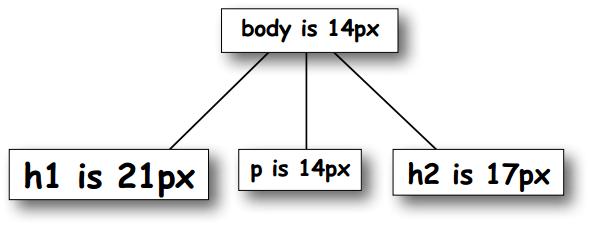 body is 14px
h1 is 21px
p is 14px
h2 is 17px